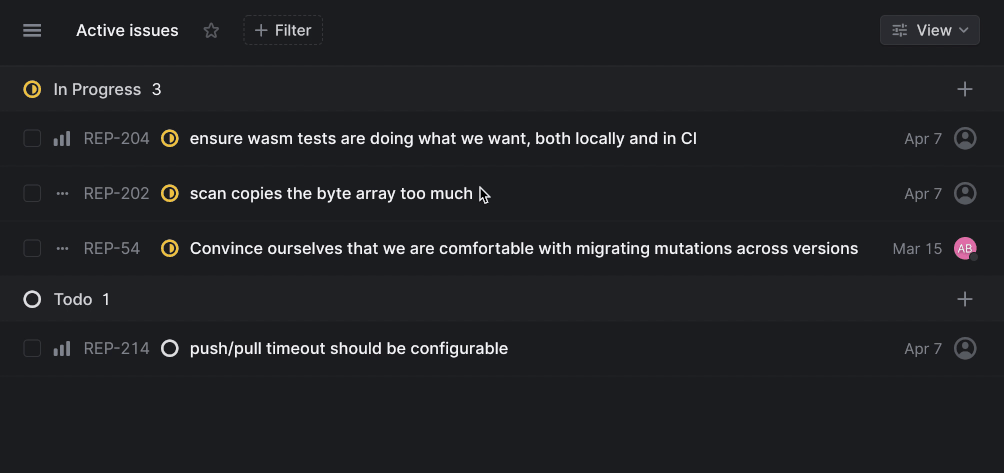 Active issues
+ Filter
View
In Progress 3
REP-204 ensure wasm tests are doing what we want, both locally and in CI Apr 7
REP-202 scan copies the byte array too much Apr 7
REP-54 Convince ourselves that we are comfortable with migrating mutations across versions Mar 15 AB
Todo 1
REP-214 push/pull timeout should be configurable Apr 7